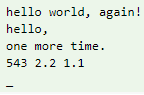 hello world, again!
hello,
one more time.
543 2.2 1.1
_